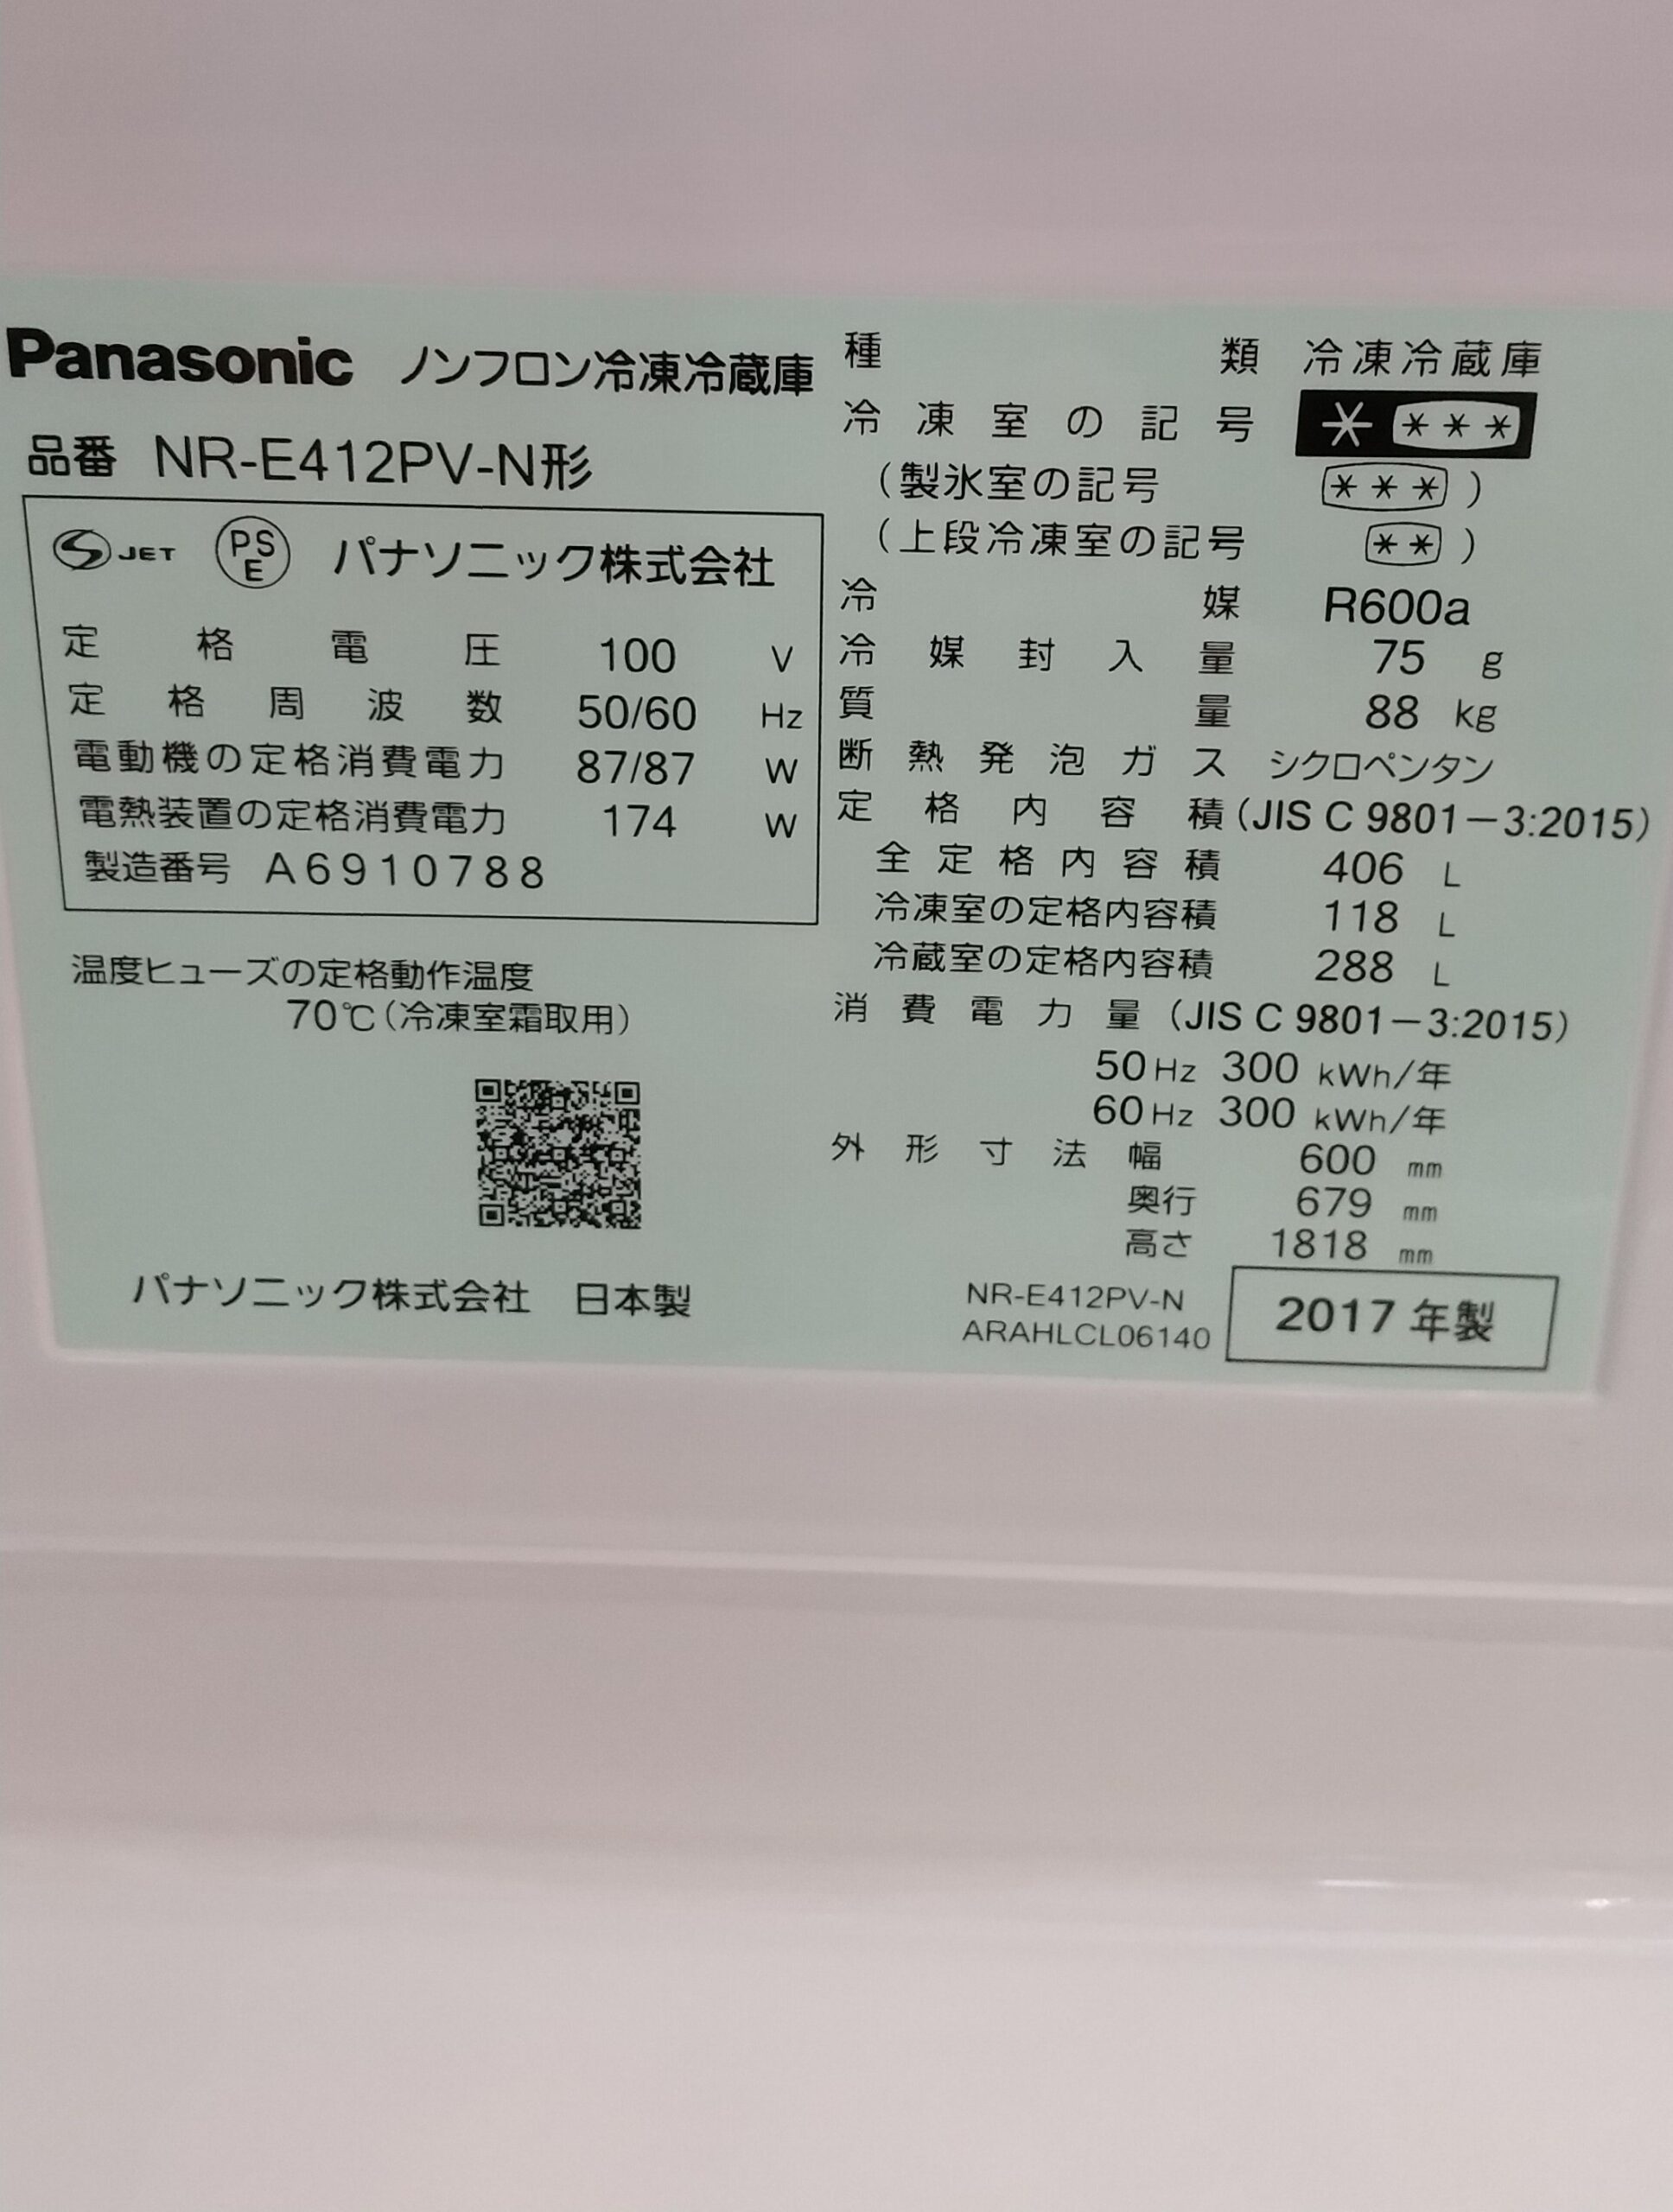 Panasonic ノンフロン冷凍冷蔵庫
品番 NR-E412PV-N形
S JET PSE パナソニック株式会社
定格電圧 100 V
定格周波数 50/60 Hz
電動機の定格消費電力 87/87 W
電熱装置の定格消費電力 174 W
製造番号 A6910788
温度ヒューズの定格動作温度
70℃(冷凍室霜取用)
パナソニック株式会社 日本製
種類 冷凍冷蔵庫
冷凍室の記号 * ***
(製氷室の記号 ***)
(上段冷凍室の記号 **)
冷媒 R600a
冷媒封入量 75 g
質量 88 kg
断熱発泡ガス シクロペンタン
定格内容積(JIS C 9801-3:2015)
全定格内容積 406 L
冷凍室の定格内容積 118 L
冷蔵室の定格内容積 288 L
消費電力量(JIS C 9801-3:2015)
50Hz 300 kWh/年
60Hz 300 kWh/年
外形寸法 幅 600 mm
奥行 679 mm
高さ 1818 mm
NR-E412PV-N
ARAHLCL06140
2017年製